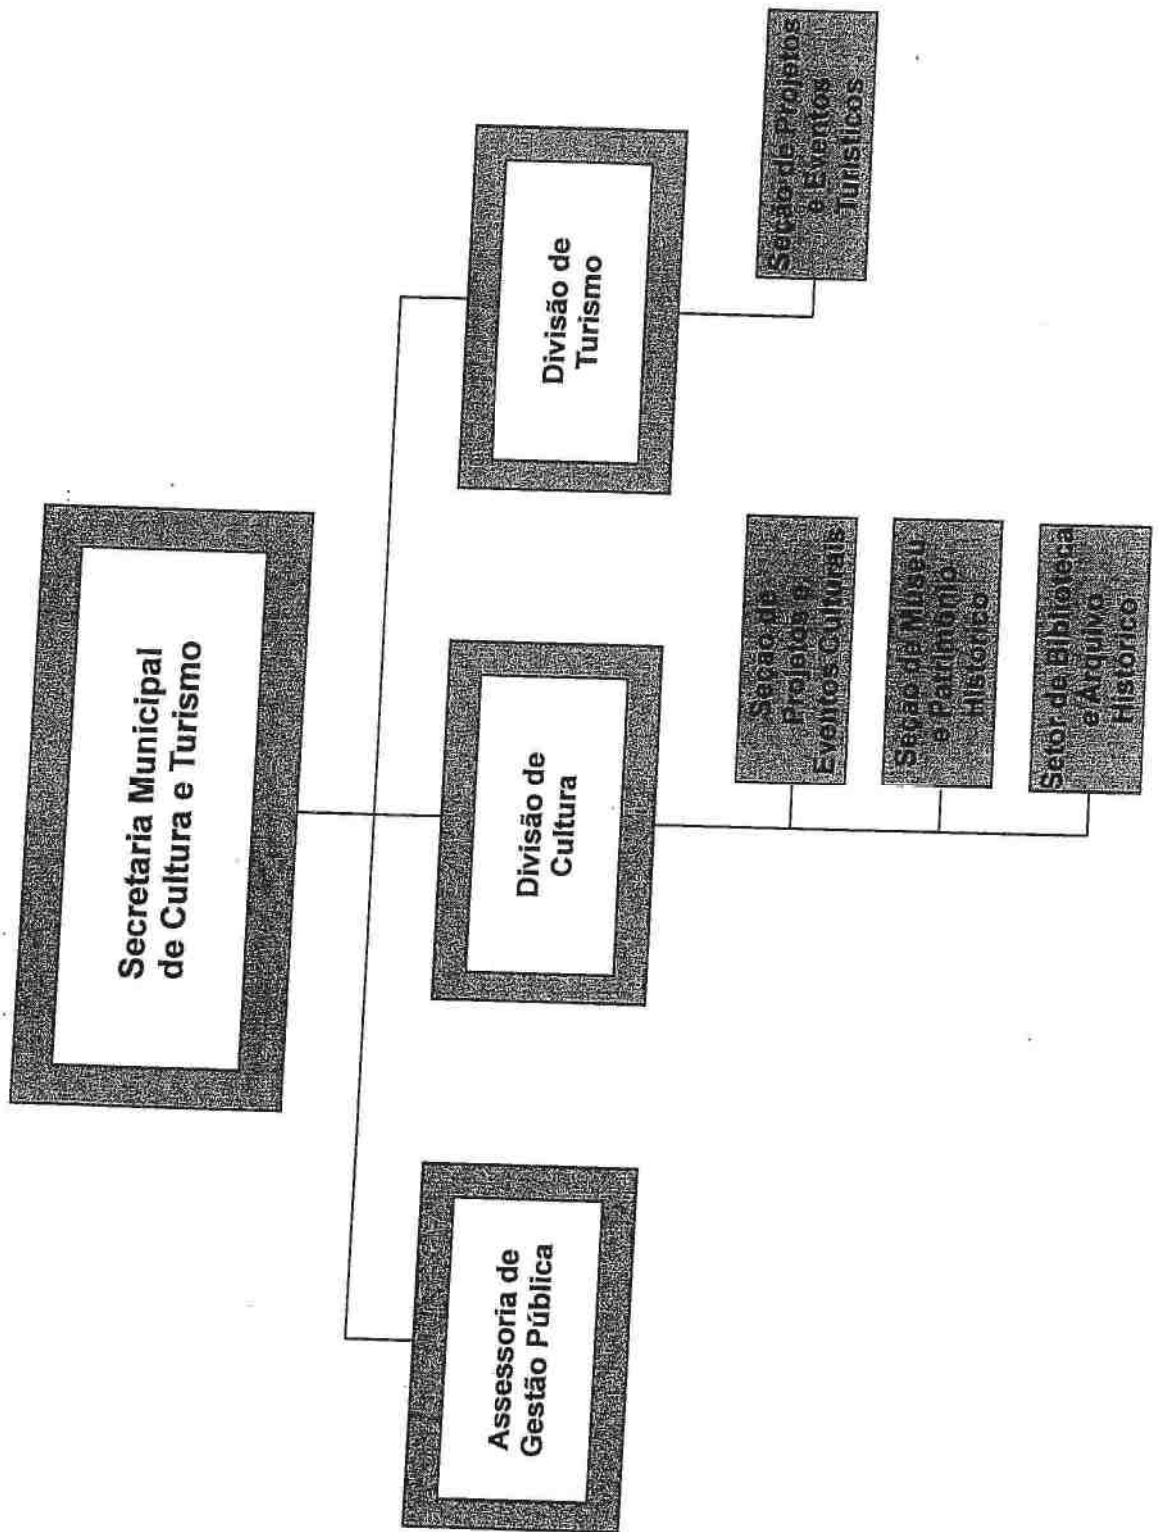 Secretaria Municipal
de Cultura e Turismo
Assessoria de
Gestão Pública
Divisão de
Cultura
Divisão de
Turismo
Seção de
Projetos e
Eventos Culturais
Seção de Museu
e Patrimônio
Histórico
Setor de Biblioteca
e Arquivo
Histórico
Seção de Projetos
e Eventos
Turísticos